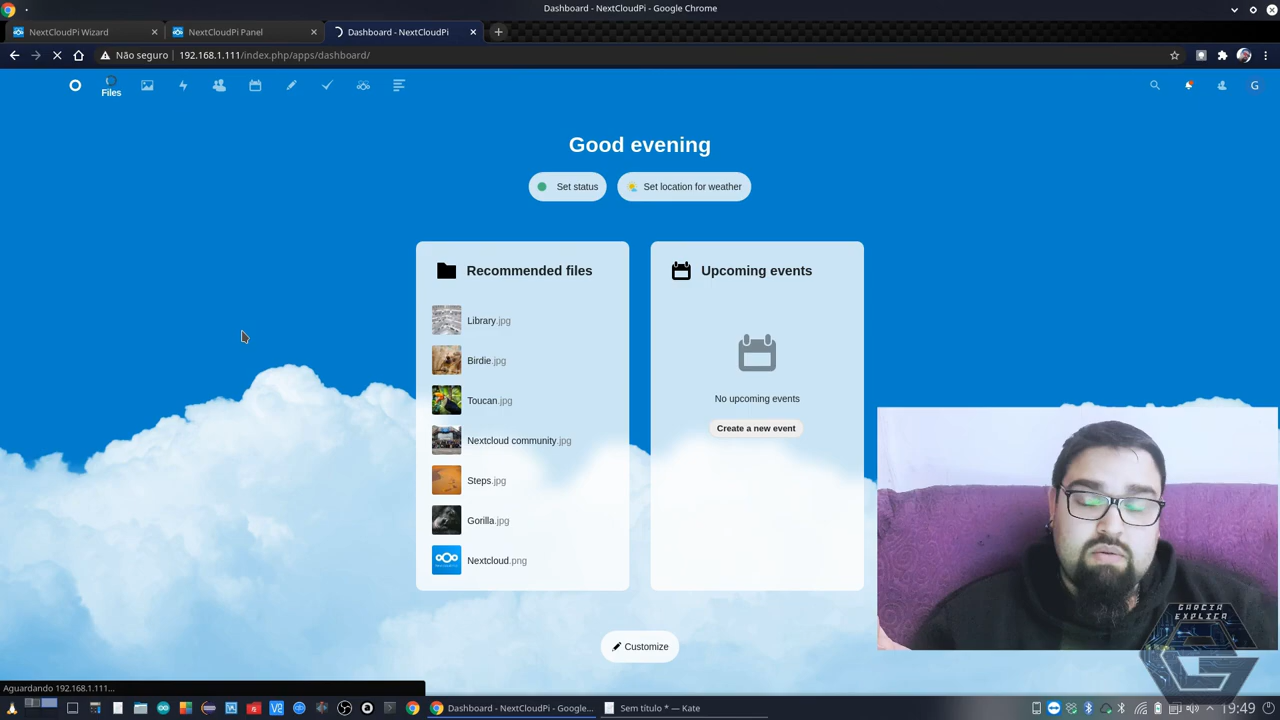 Dashboard - NextCloudPi - Google Chrome
NextCloudPi Wizard
NextCloudPi Panel
Dashboard - NextCloudPi
Não seguro
192.168.1.111/index.php/apps/dashboard/
Files
G
Good evening
Set status
Set location for weather
Recommended files
Library.jpg
Birdie.jpg
Toucan.jpg
Nextcloud community.jpg
Steps.jpg
Gorilla.jpg
Nextcloud.png
Upcoming events
No upcoming events
Create a new event
Customize
GARCIA
EXPLICA
Aguardando 192.168.1.111...
Dashboard - NextCloudPi - Google...
Sem título * — Kate
19:49